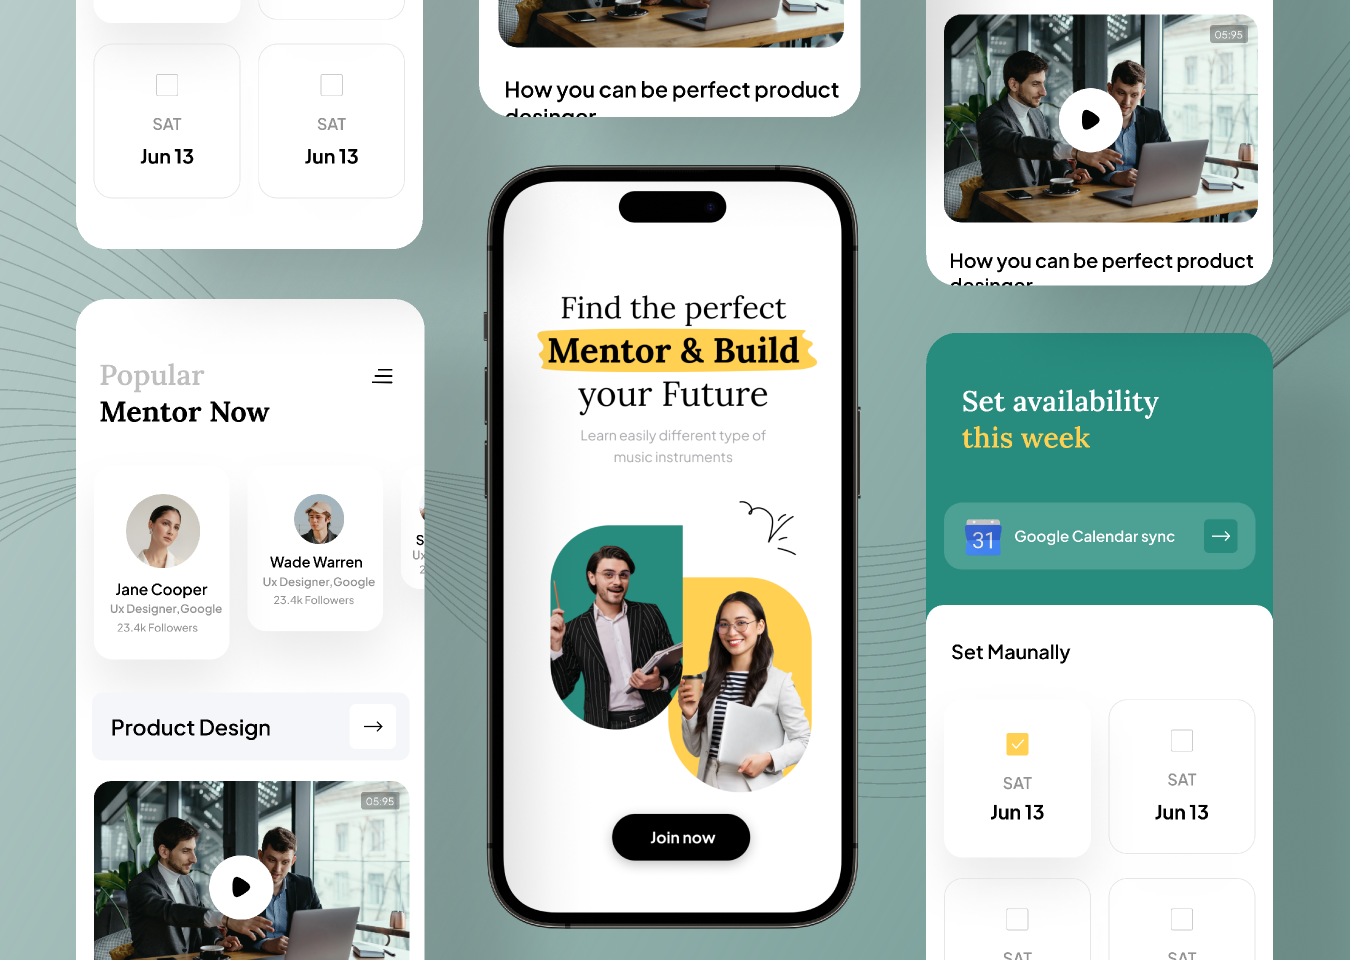 SAT
Jun 13
SAT
Jun 13
Popular
Mentor Now
Jane Cooper
Ux Designer,Google
23.4k Followers
Wade Warren
Ux Designer,Google
23.4k Followers
S
Ux
2
Product Design
05:95
How you can be perfect product
desinger
Find the perfect
Mentor & Build
your Future
Learn easily different type of
music instruments
Join now
05:95
How you can be perfect product
desinger
Set availability
this week
31
Google Calendar sync
Set Maunally
SAT
Jun 13
SAT
Jun 13
SAT
SAT